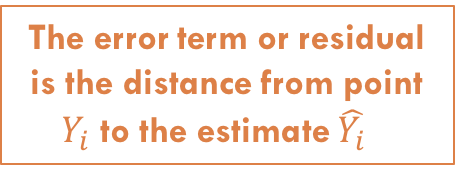 The error term or residual
is the distance from point
Yᵢ to the estimate Ŷᵢ